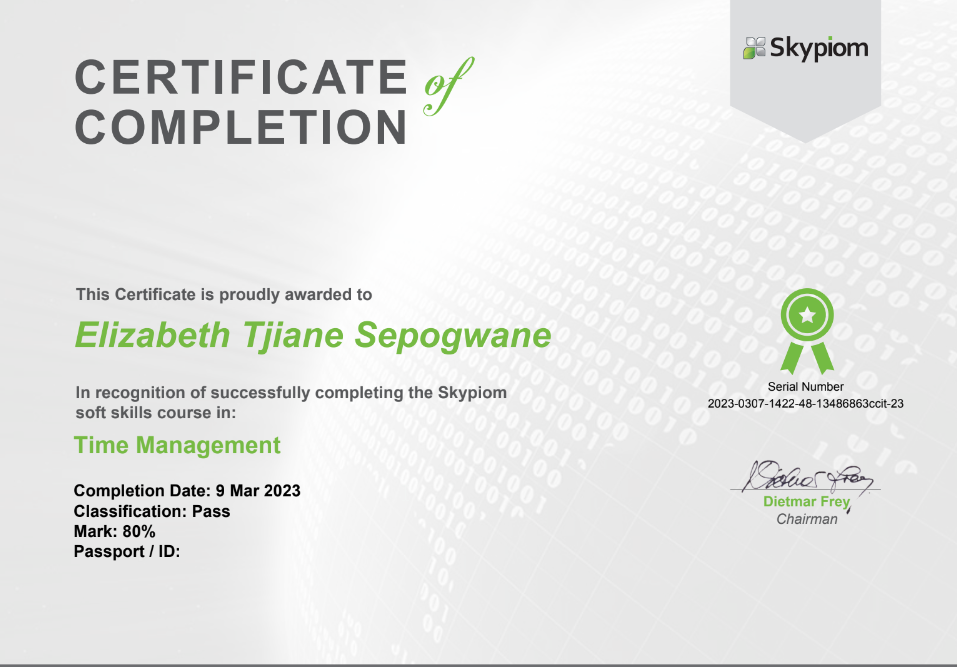 Skypiom
CERTIFICATE of
COMPLETION
This Certificate is proudly awarded to
Elizabeth Tjiane Sepogwane
In recognition of successfully completing the Skypiom
soft skills course in:
Time Management
Completion Date: 9 Mar 2023
Classification: Pass
Mark: 80%
Passport / ID:
Serial Number
2023-0307-1422-48-13486863ccit-23
Dietmar Frey
Dietmar Frey
Chairman